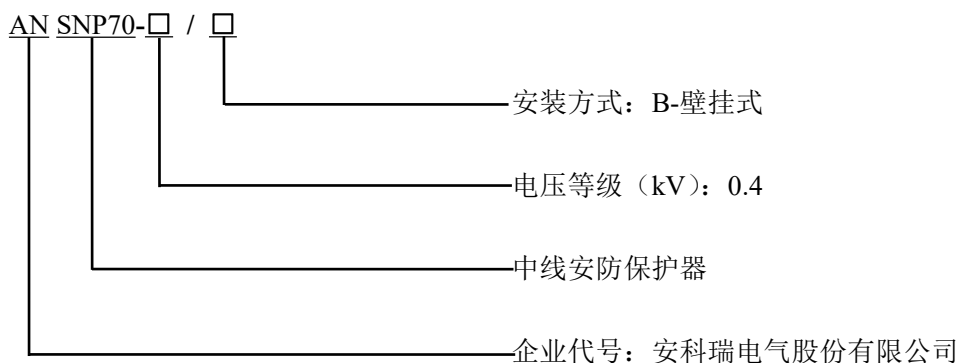 AN SNP70-□ / □
安装方式：B-壁挂式
电压等级（kV）：0.4
中线安防保护器
企业代号：安科瑞电气股份有限公司